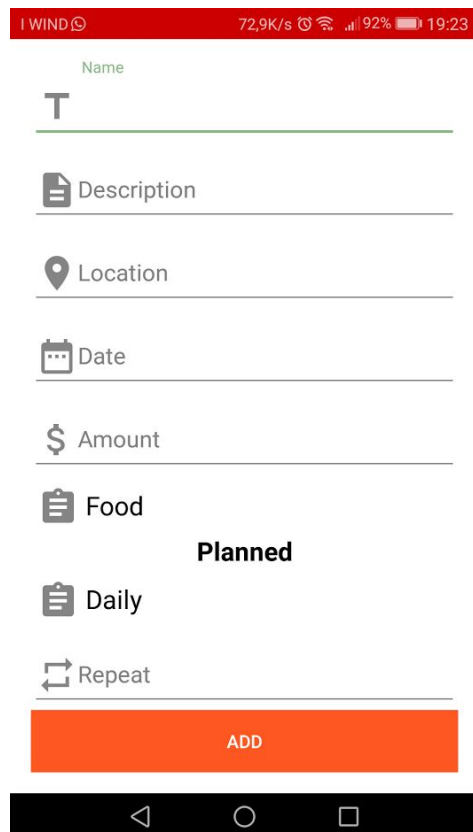 I WIND 72,9K/s 92% 19:23
Name
T
Description
Location
Date
$ Amount
Food
Planned
Daily
Repeat
ADD